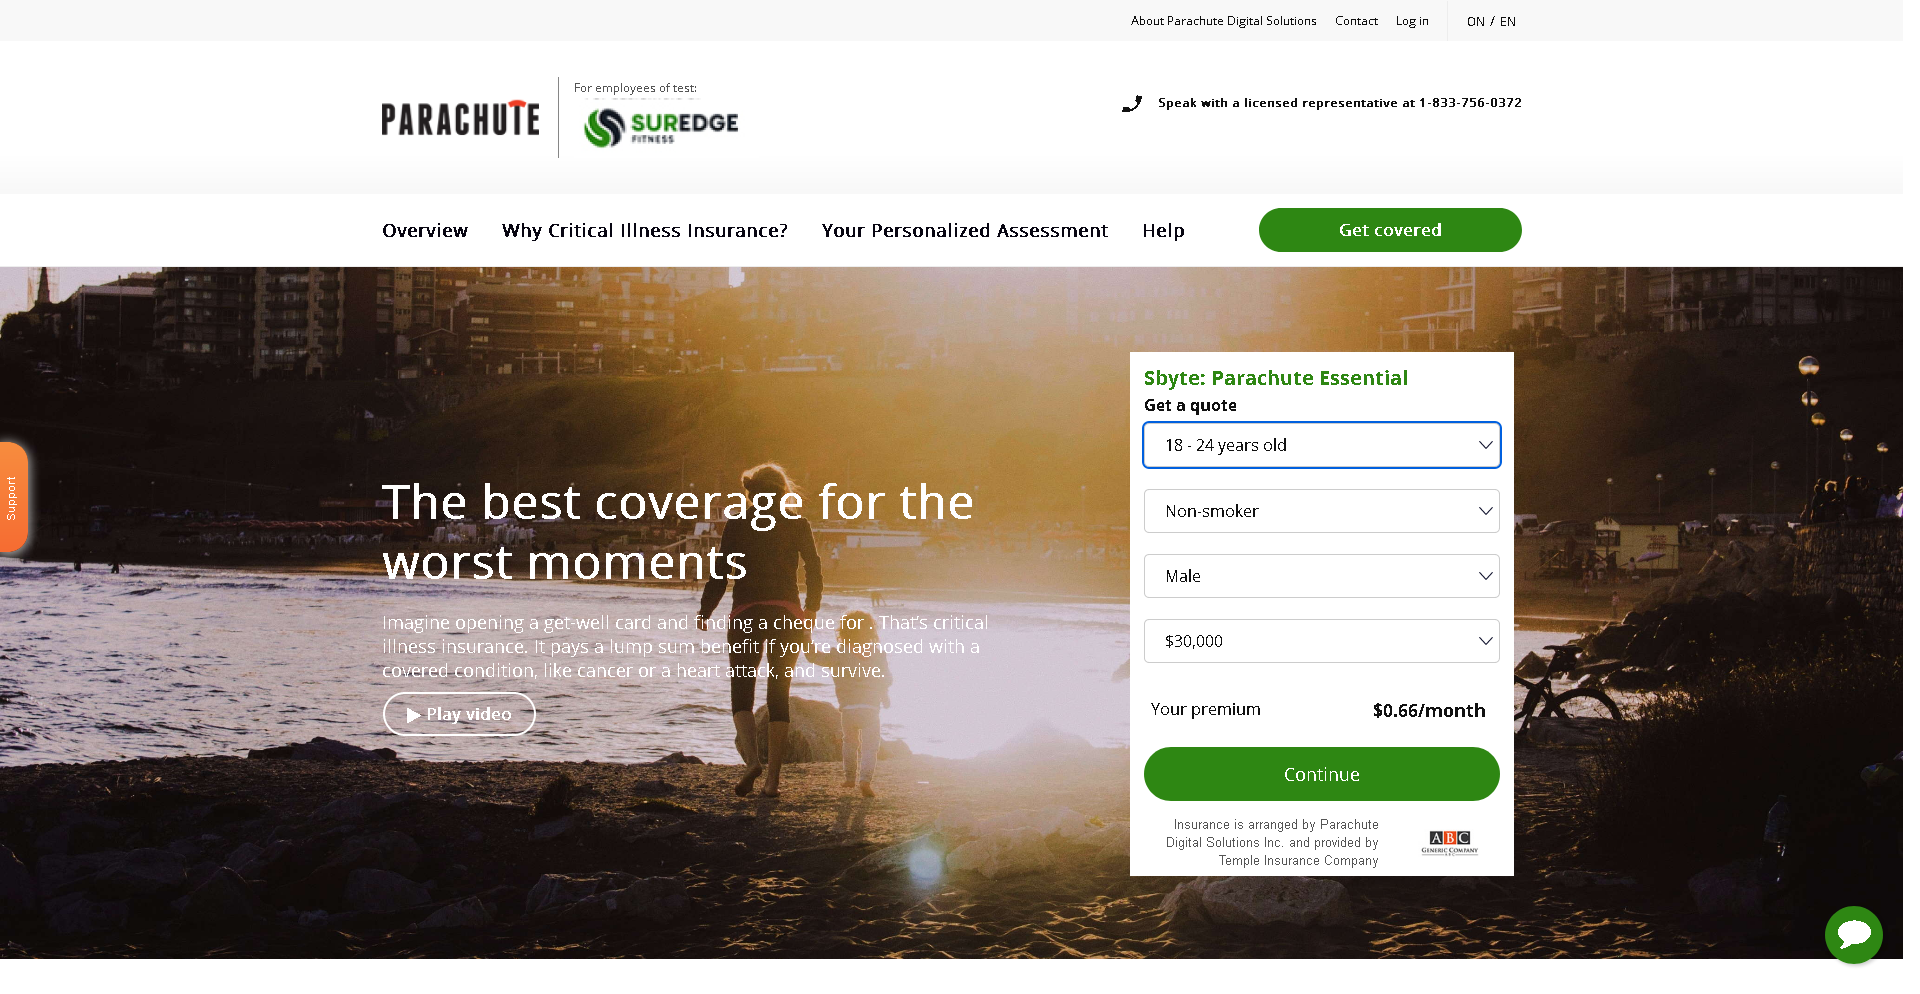 About Parachute Digital Solutions
Contact
Log in
ON / EN
PARACHUTE
For employees of test:
SUREDGE
FITNESS
Speak with a licensed representative at 1-833-756-0372
Overview
Why Critical Illness Insurance?
Your Personalized Assessment
Help
Get covered
Support
The best coverage for the
worst moments
Imagine opening a get-well card and finding a cheque for . That’s critical
illness insurance. It pays a lump sum benefit if you’re diagnosed with a
covered condition, like cancer or a heart attack, and survive.
Play video
Sbyte: Parachute Essential
Get a quote
18 - 24 years old
Non-smoker
Male
$30,000
Your premium
$0.66/month
Continue
Insurance is arranged by Parachute
Digital Solutions Inc. and provided by
Temple Insurance Company
ABC
GENERIC COMPANY